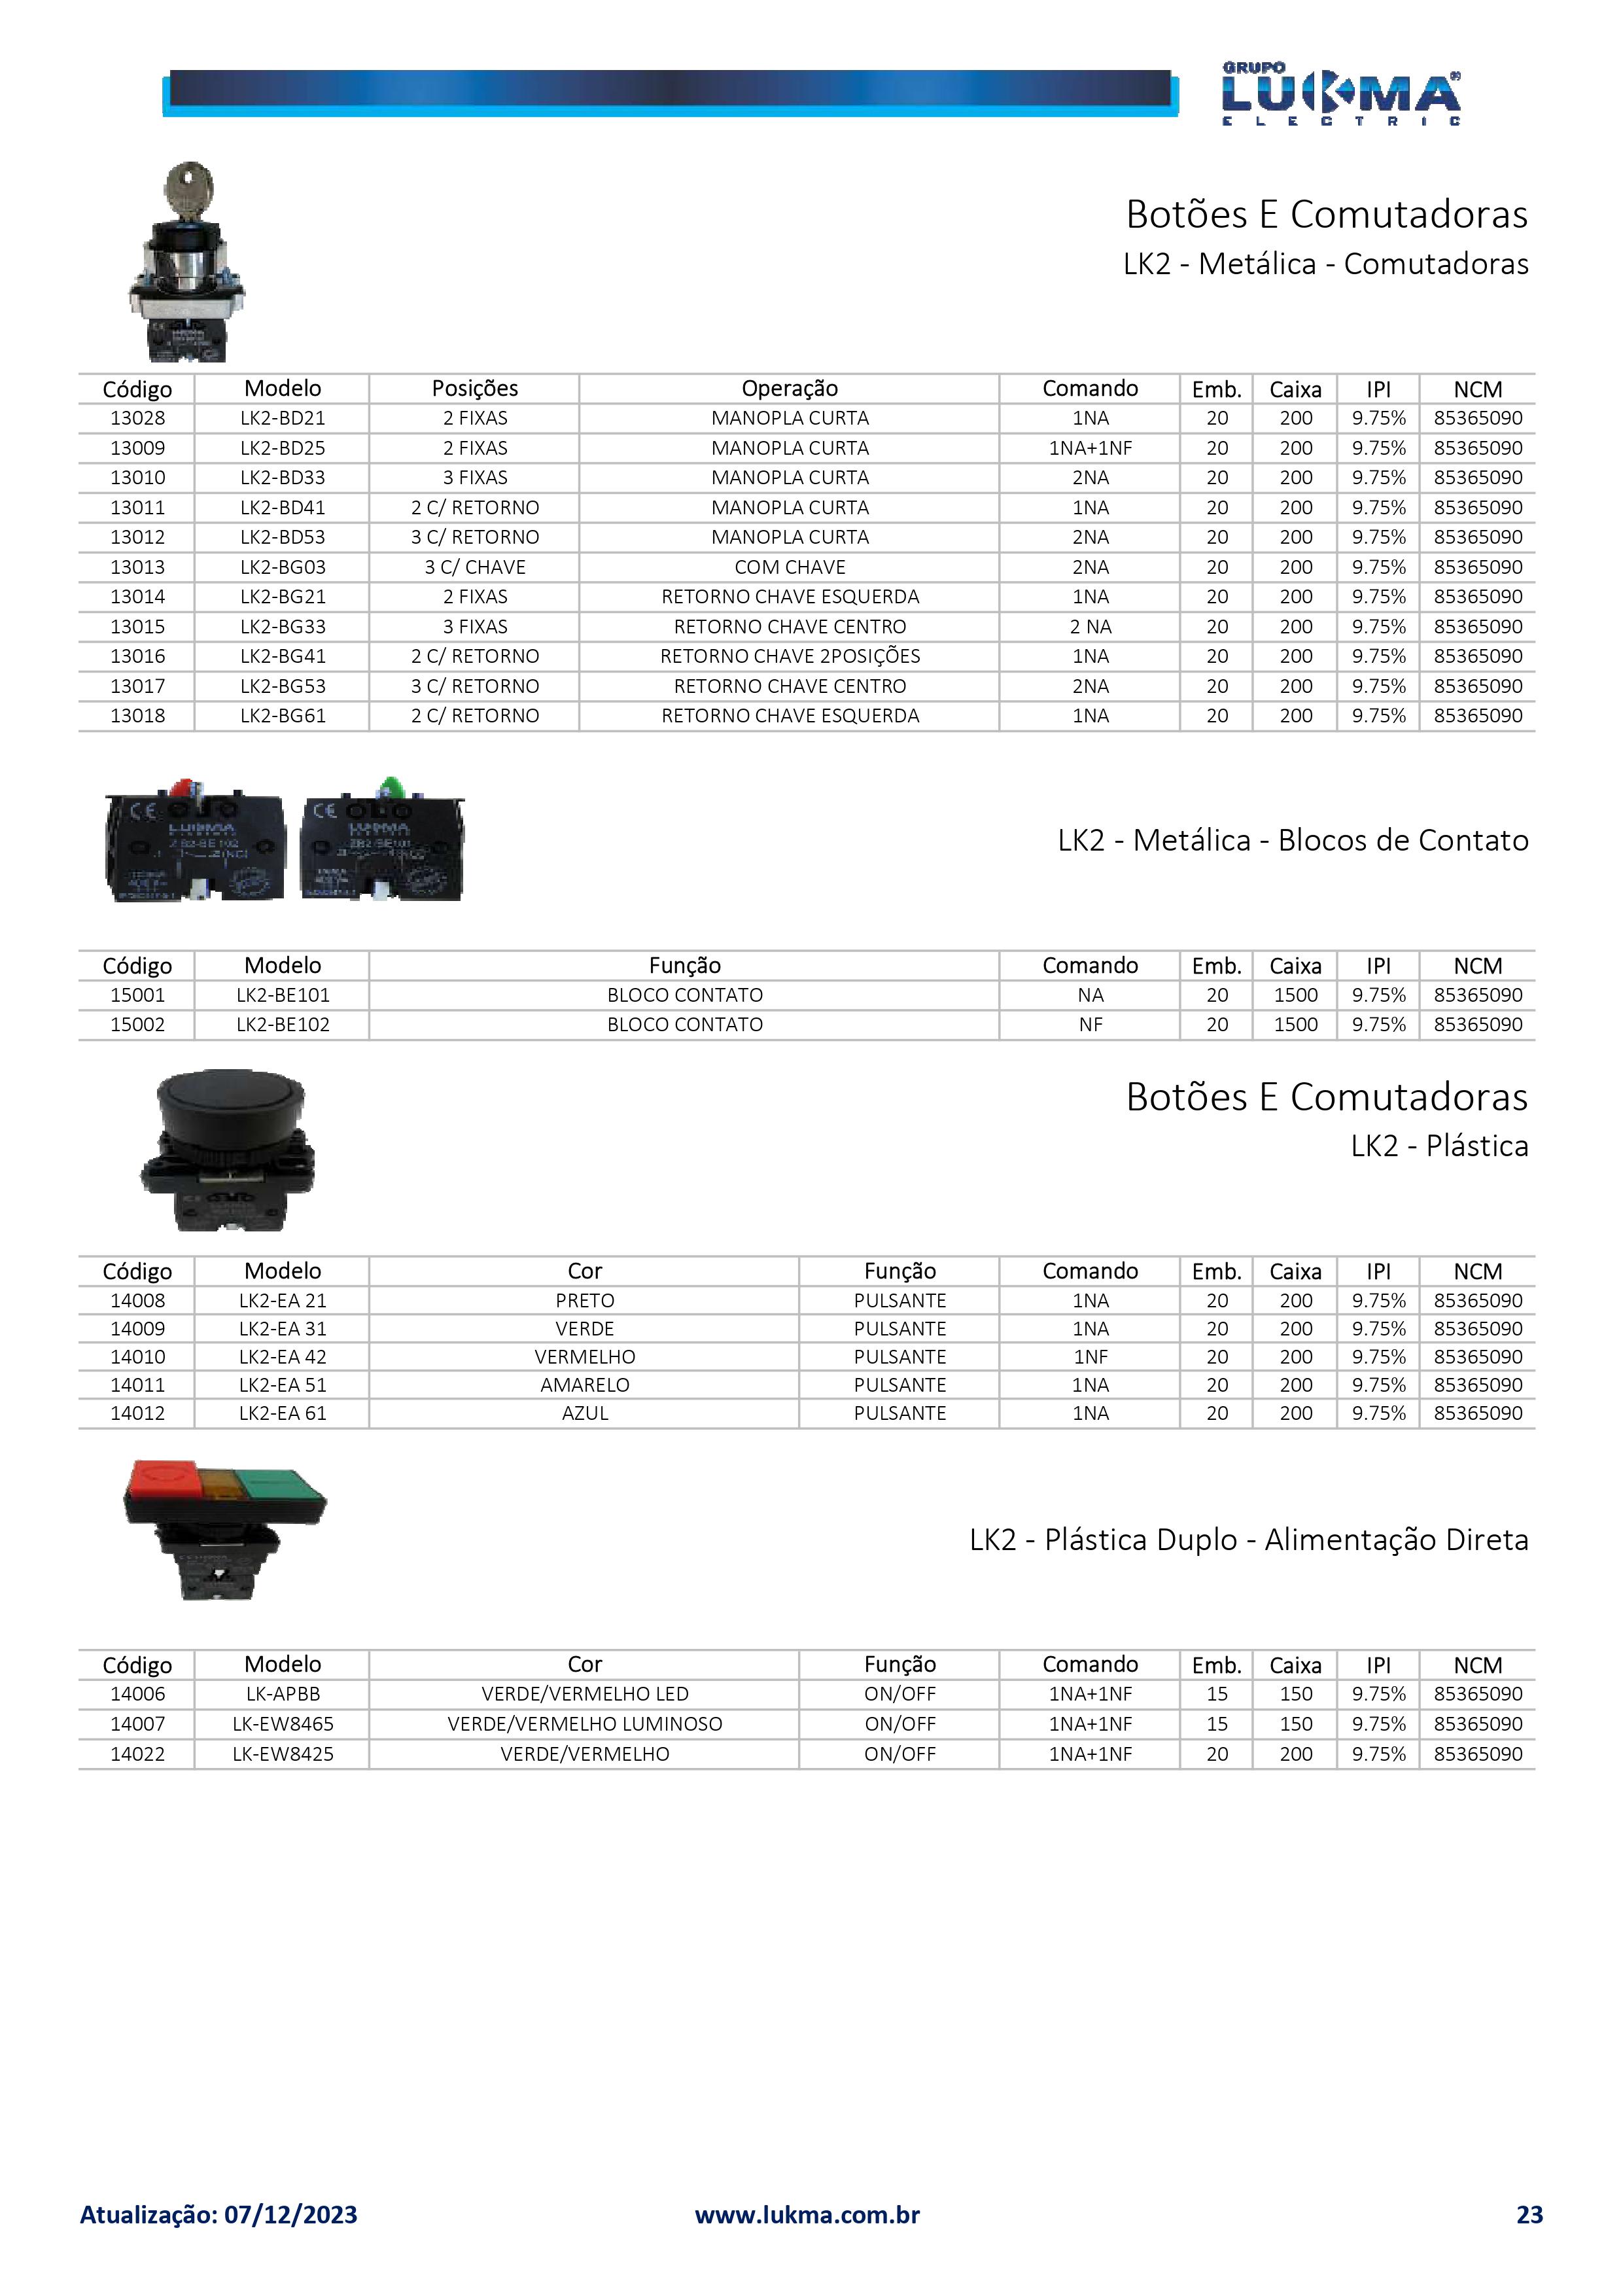 GRUPO
LUKMA®
ELECTRIC
Botões E Comutadoras
LK2 - Metálica - Comutadoras
Código Modelo Posições Operação Comando Emb. Caixa IPI NCM
13028 LK2-BD21 2 FIXAS MANOPLA CURTA 1NA 20 200 9.75% 85365090
13009 LK2-BD25 2 FIXAS MANOPLA CURTA 1NA+1NF 20 200 9.75% 85365090
13010 LK2-BD33 3 FIXAS MANOPLA CURTA 2NA 20 200 9.75% 85365090
13011 LK2-BD41 2 C/ RETORNO MANOPLA CURTA 1NA 20 200 9.75% 85365090
13012 LK2-BD53 3 C/ RETORNO MANOPLA CURTA 2NA 20 200 9.75% 85365090
13013 LK2-BG03 3 C/ CHAVE COM CHAVE 2NA 20 200 9.75% 85365090
13014 LK2-BG21 2 FIXAS RETORNO CHAVE ESQUERDA 1NA 20 200 9.75% 85365090
13015 LK2-BG33 3 FIXAS RETORNO CHAVE CENTRO 2 NA 20 200 9.75% 85365090
13016 LK2-BG41 2 C/ RETORNO RETORNO CHAVE 2POSIÇÕES 1NA 20 200 9.75% 85365090
13017 LK2-BG53 3 C/ RETORNO RETORNO CHAVE CENTRO 2NA 20 200 9.75% 85365090
13018 LK2-BG61 2 C/ RETORNO RETORNO CHAVE ESQUERDA 1NA 20 200 9.75% 85365090
CE LUKMA ZB2-BE102
CE LUKMA ZB2-BE101
LK2 - Metálica - Blocos de Contato
Código Modelo Função Comando Emb. Caixa IPI NCM
15001 LK2-BE101 BLOCO CONTATO NA 20 1500 9.75% 85365090
15002 LK2-BE102 BLOCO CONTATO NF 20 1500 9.75% 85365090
Botões E Comutadoras
LK2 - Plástica
Código Modelo Cor Função Comando Emb. Caixa IPI NCM
14008 LK2-EA 21 PRETO PULSANTE 1NA 20 200 9.75% 85365090
14009 LK2-EA 31 VERDE PULSANTE 1NA 20 200 9.75% 85365090
14010 LK2-EA 42 VERMELHO PULSANTE 1NF 20 200 9.75% 85365090
14011 LK2-EA 51 AMARELO PULSANTE 1NA 20 200 9.75% 85365090
14012 LK2-EA 61 AZUL PULSANTE 1NA 20 200 9.75% 85365090
LK2 - Plástica Duplo - Alimentação Direta
Código Modelo Cor Função Comando Emb. Caixa IPI NCM
14006 LK-APBB VERDE/VERMELHO LED ON/OFF 1NA+1NF 15 150 9.75% 85365090
14007 LK-EW8465 VERDE/VERMELHO LUMINOSO ON/OFF 1NA+1NF 15 150 9.75% 85365090
14022 LK-EW8425 VERDE/VERMELHO ON/OFF 1NA+1NF 20 200 9.75% 85365090
Atualização: 07/12/2023 www.lukma.com.br 23